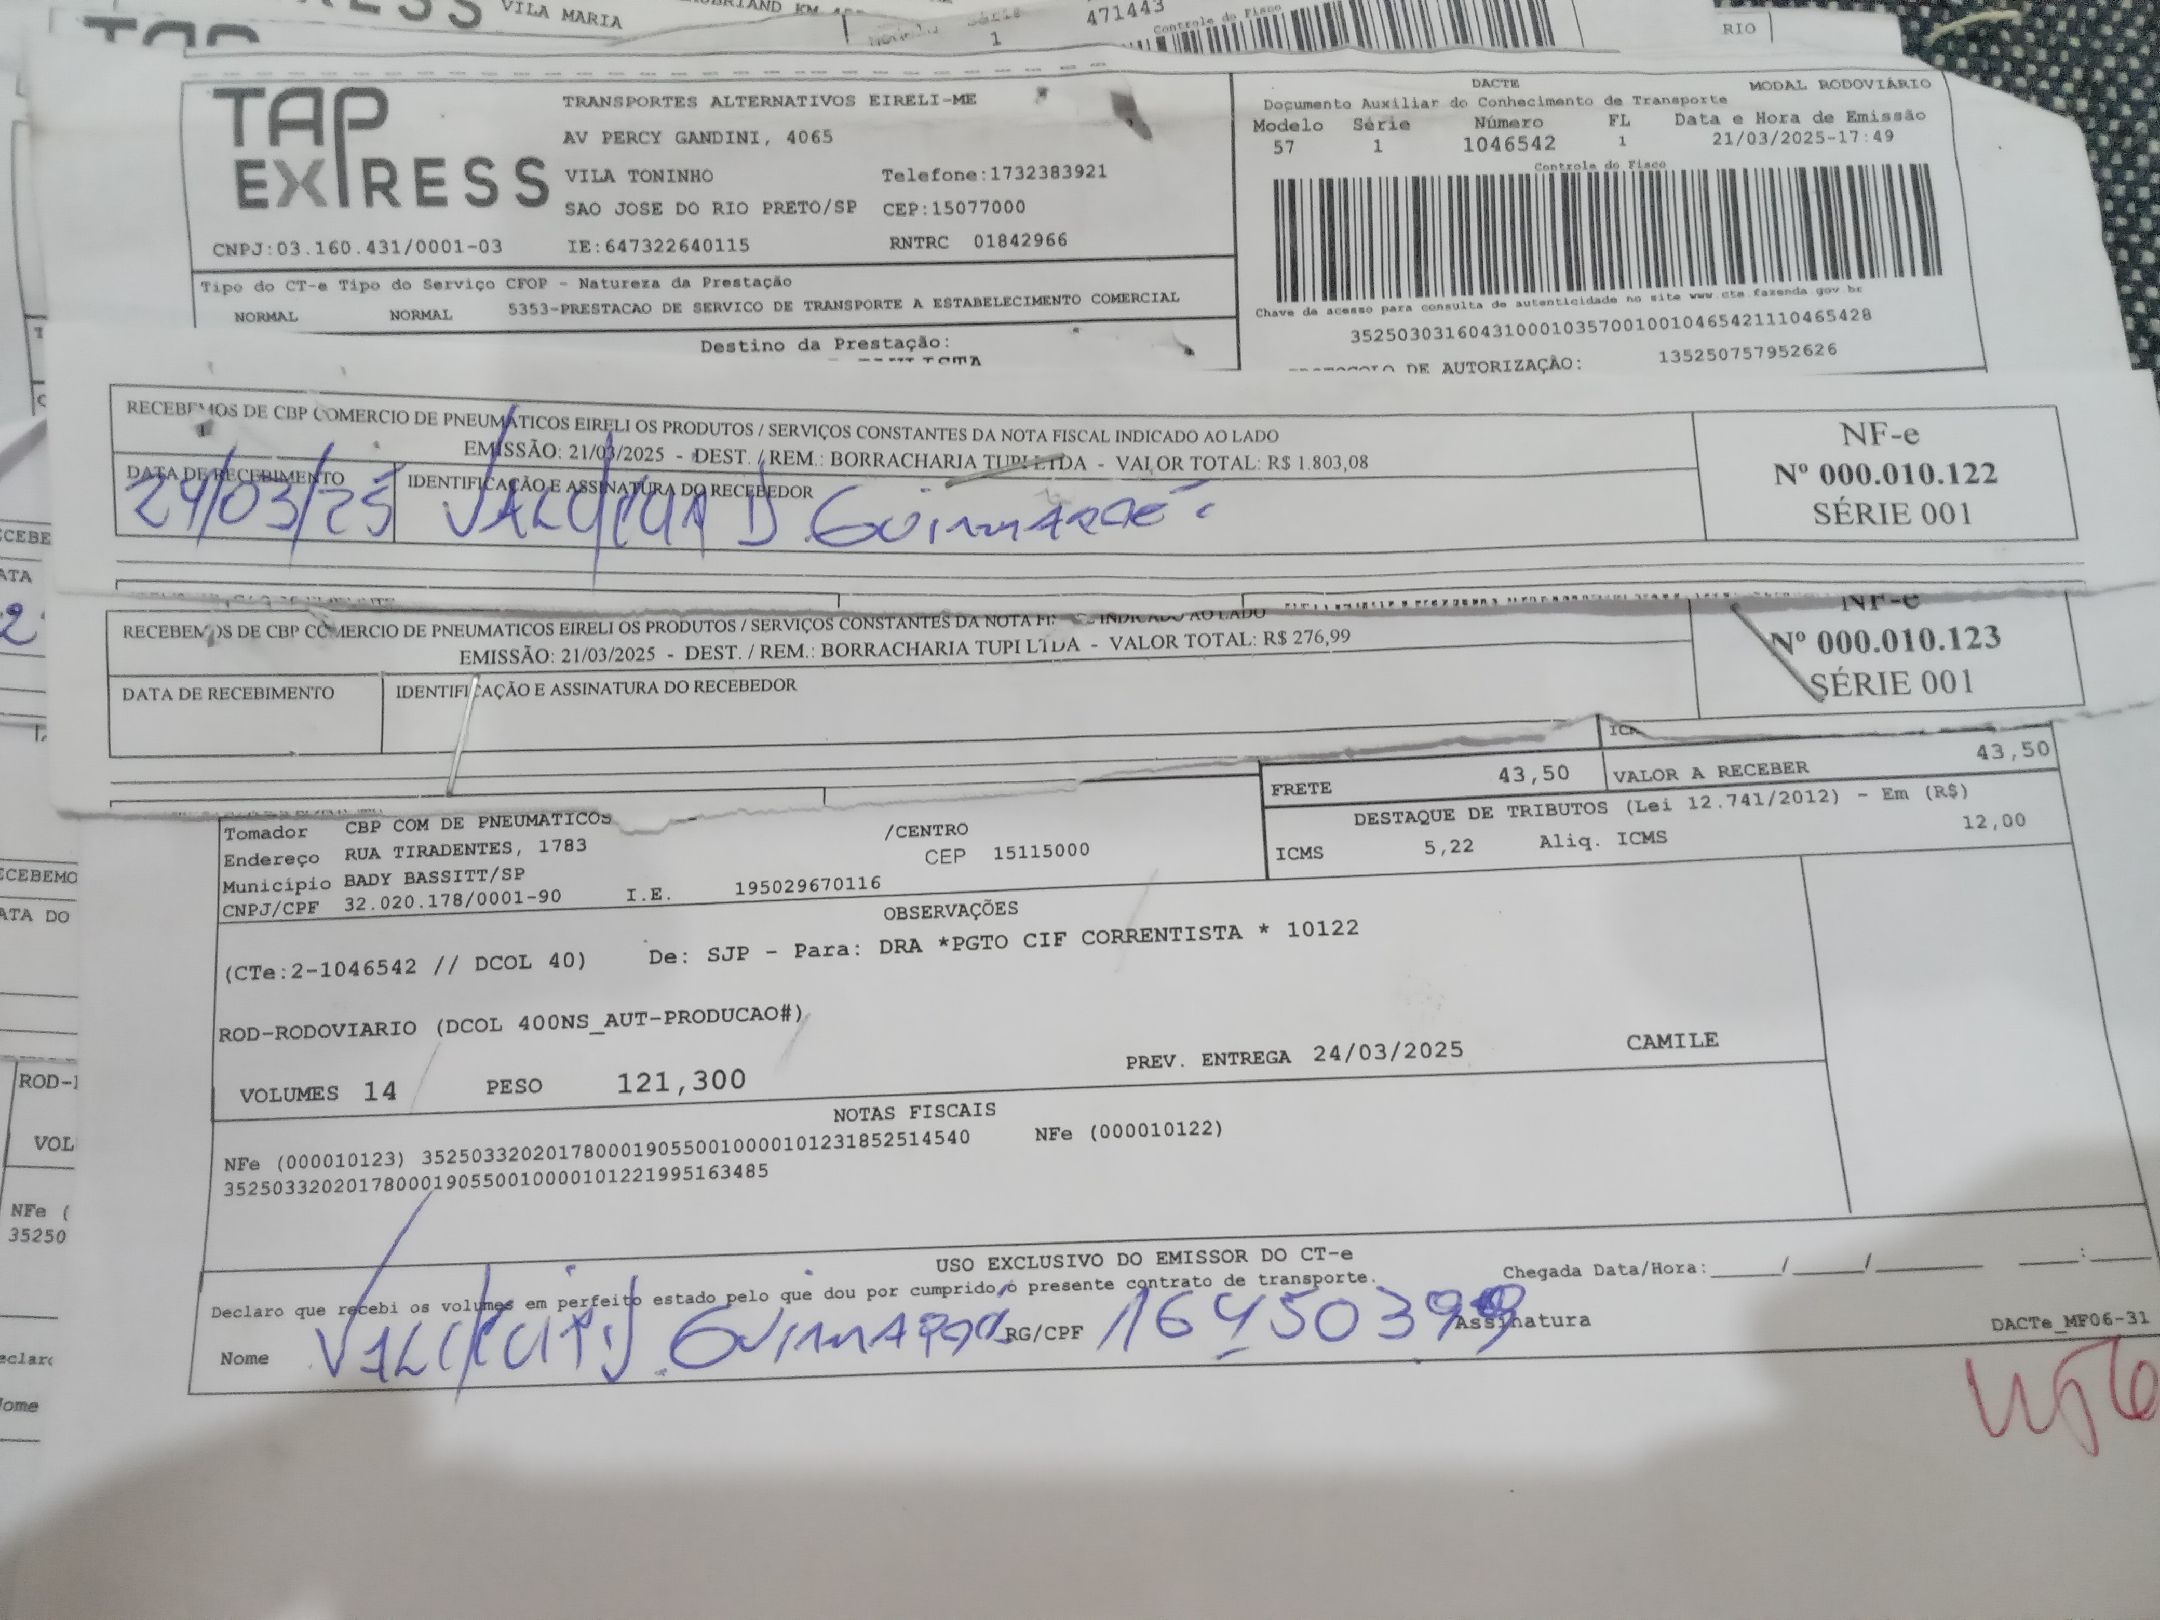 VILA MARIA
471443
Controle do Fisco
1
RIO
TAP EXPRESS
TRANSPORTES ALTERNATIVOS EIRELI-ME
AV PERCY GANDINI, 4065
VILA TONINHO Telefone:1732383921
SAO JOSE DO RIO PRETO/SP CEP:15077000
CNPJ:03.160.431/0001-03 IE:647322640115 RNTRC 01842966
DACTE MODAL RODOVIÁRIO
Documento Auxiliar do Conhecimento de Transporte
Modelo Série Número FL Data e Hora de Emissão
57 1 1046542 1 21/03/2025-17:49
Controle do Fisco
Chave de acesso para consulta de autenticidade no site www.cte.fazenda.gov.br
35250303160431000103570010010465421110465428
DE AUTORIZAÇÃO: 135250757952626
Tipo do CT-e Tipo do Serviço CFOP - Natureza da Prestação
NORMAL NORMAL 5353-PRESTACAO DE SERVICO DE TRANSPORTE A ESTABELECIMENTO COMERCIAL
Destino da Prestação:
RECEBEMOS DE CBP COMERCIO DE PNEUMATICOS EIRELI OS PRODUTOS / SERVIÇOS CONSTANTES DA NOTA FISCAL INDICADO AO LADO
EMISSÃO: 21/03/2025 - DEST. / REM.: BORRACHARIA TUPI LTDA - VALOR TOTAL: R$ 1.803,08
DATA DE RECEBIMENTO IDENTIFICAÇÃO E ASSINATURA DO RECEBEDOR
24/03/25 Guimarães
NF-e
Nº 000.010.122
SÉRIE 001
RECEBEMOS DE CBP COMERCIO DE PNEUMATICOS EIRELI OS PRODUTOS / SERVIÇOS CONSTANTES DA NOTA INDICADO AO LADO
EMISSÃO: 21/03/2025 - DEST. / REM.: BORRACHARIA TUPI LTDA - VALOR TOTAL: R$ 276,99
DATA DE RECEBIMENTO IDENTIFICAÇÃO E ASSINATURA DO RECEBEDOR
NF-e
Nº 000.010.123
SÉRIE 001
FRETE 43,50 VALOR A RECEBER 43,50
DESTAQUE DE TRIBUTOS (Lei 12.741/2012) - Em (R$)
ICMS 5,22 Aliq. ICMS 12,00
Tomador CBP COM DE PNEUMATICOS
Endereço RUA TIRADENTES, 1783 /CENTRO
Município BADY BASSITT/SP CEP 15115000
CNPJ/CPF 32.020.178/0001-90 I.E. 195029670116
OBSERVAÇÕES
(CTe:2-1046542 // DCOL 40) De: SJP - Para: DRA *PGTO CIF CORRENTISTA * 10122
ROD-RODOVIARIO (DCOL 400NS_AUT-PRODUCAO#)
VOLUMES 14 PESO 121,300 PREV. ENTREGA 24/03/2025 CAMILE
NOTAS FISCAIS
NFe (000010123) 35250332020178000190550010000101231852514540 NFe (000010122)
35250332020178000190550010000101221995163485
USO EXCLUSIVO DO EMISSOR DO CT-e
Declaro que recebi os volumes em perfeito estado pelo que dou por cumprido o presente contrato de transporte. Chegada Data/Hora:_____/_____/_______ ____:____
Nome Guimarães RG/CPF Assinatura DACTe_MF06-31